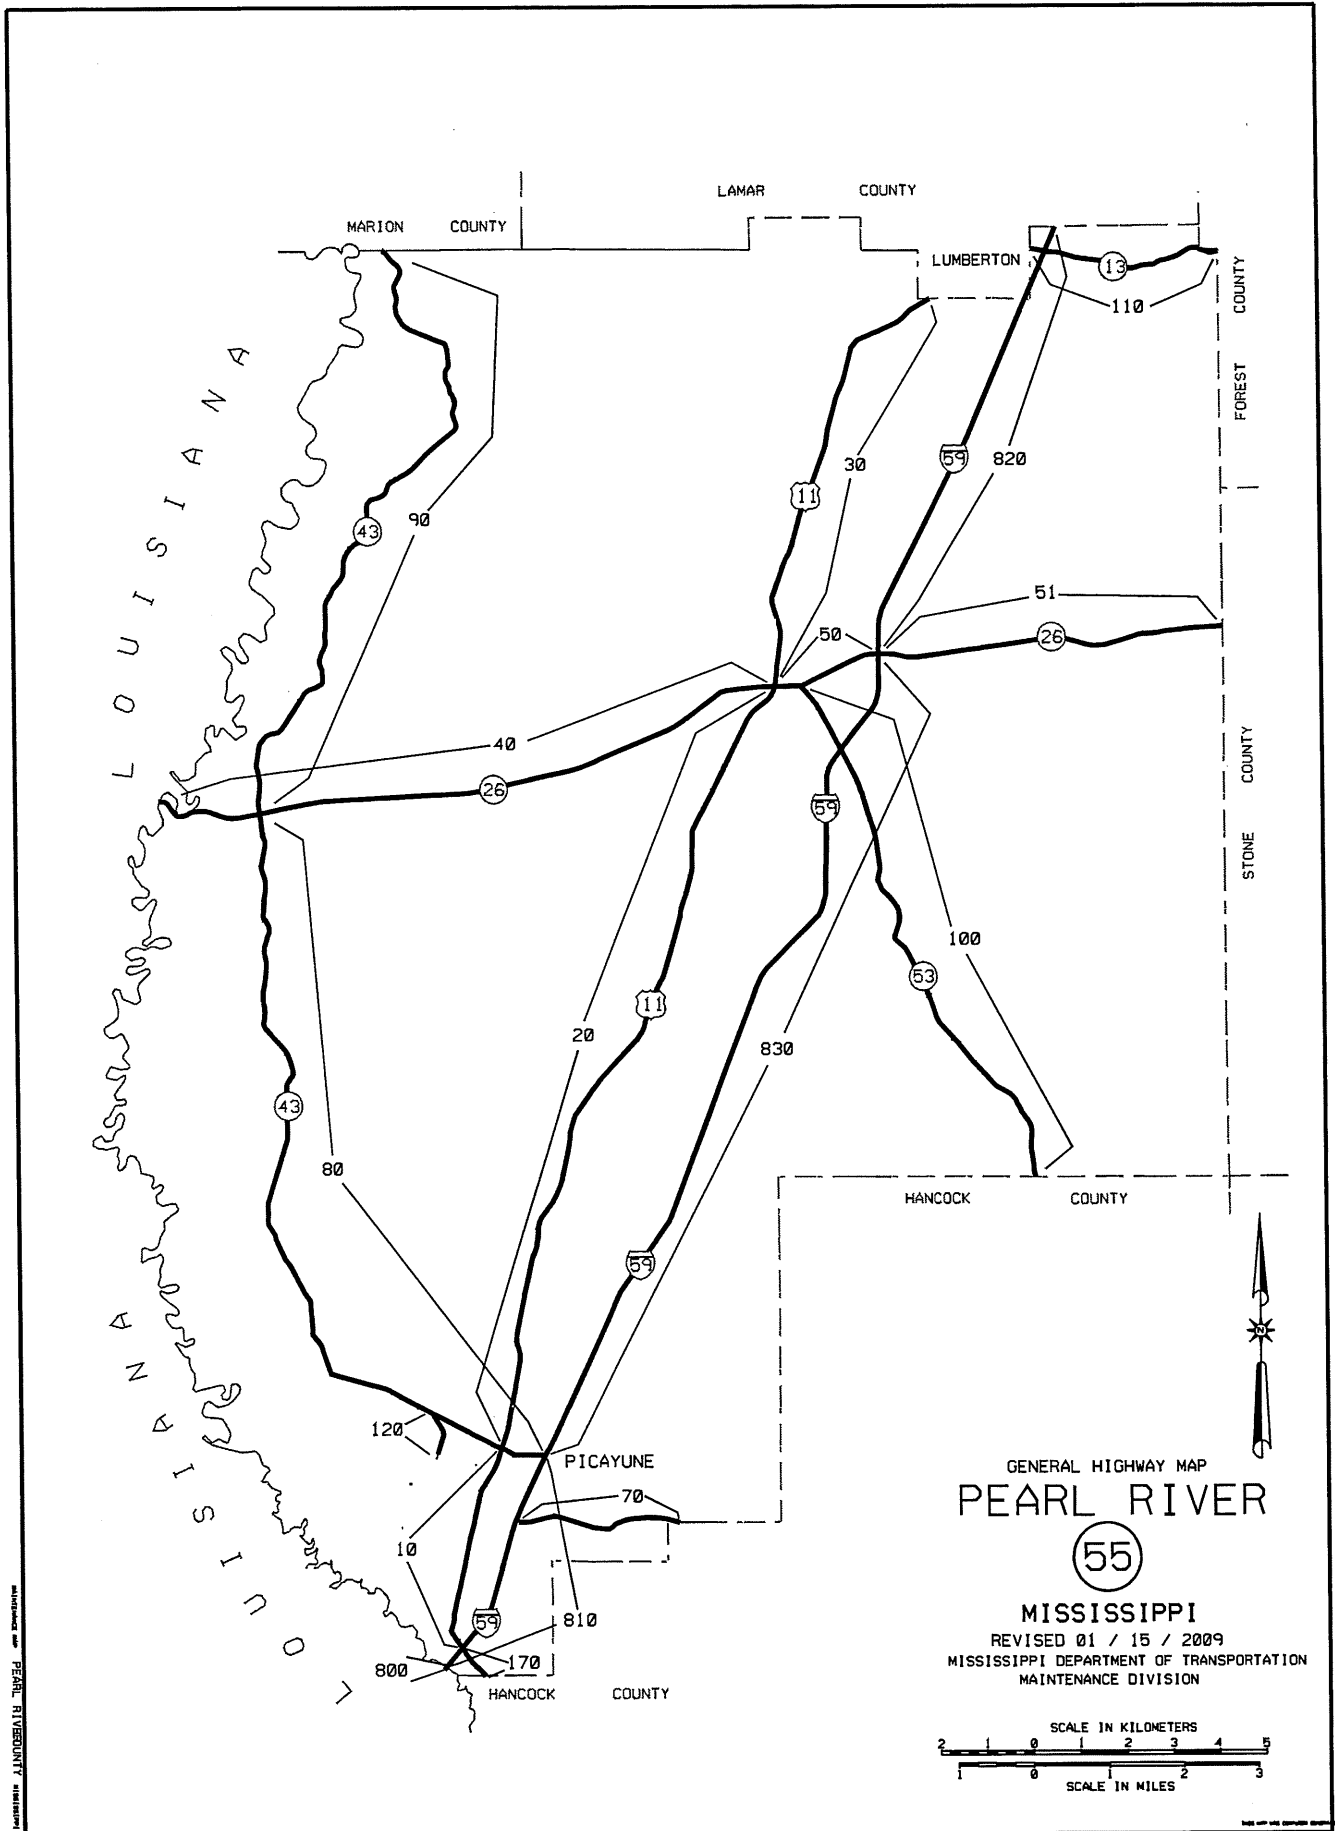 LAMAR COUNTY
MARION COUNTY
LUMBERTON
13
110
FOREST COUNTY
LOUISIANA
30
59
820
11
90
43
51
50
26
40
26
59
STONE COUNTY
100
53
11
20
830
43
80
HANCOCK COUNTY
59
N
LOUISIANA
120
PICAYUNE
70
10
59
810
800
170
HANCOCK COUNTY
GENERAL HIGHWAY MAP
PEARL RIVER
55
MISSISSIPPI
REVISED 01 / 15 / 2009
MISSISSIPPI DEPARTMENT OF TRANSPORTATION
MAINTENANCE DIVISION
SCALE IN KILOMETERS
2 1 0 1 2 3 4 5
1 0 1 2 3
SCALE IN MILES
MAINTENANCE MAP PEARL RIVER